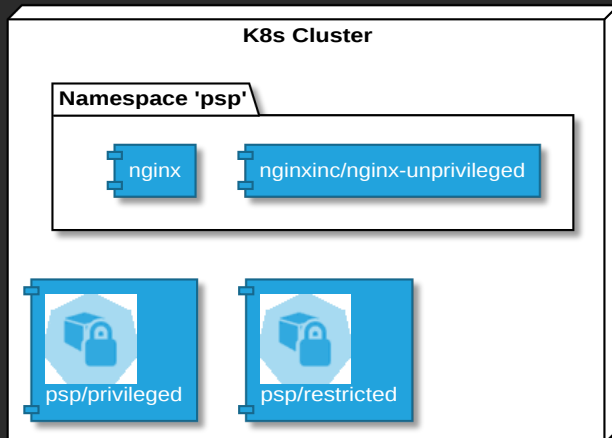 K8s Cluster
Namespace 'psp'
nginx
nginxinc/nginx-unprivileged
psp/privileged
psp/restricted